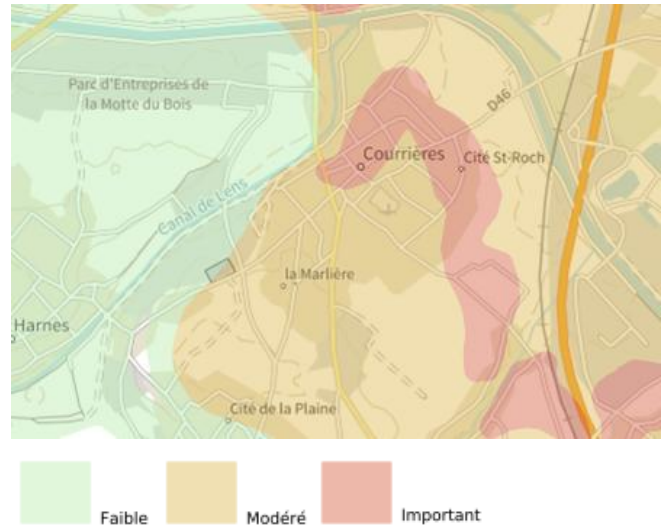 Parc d'Entreprises de
la Motte du Bois
D46
Courrières
Cité St-Roch
Canal de Lens
la Marlière
Harnes
Cité de la Plaine
Faible
Modéré
Important